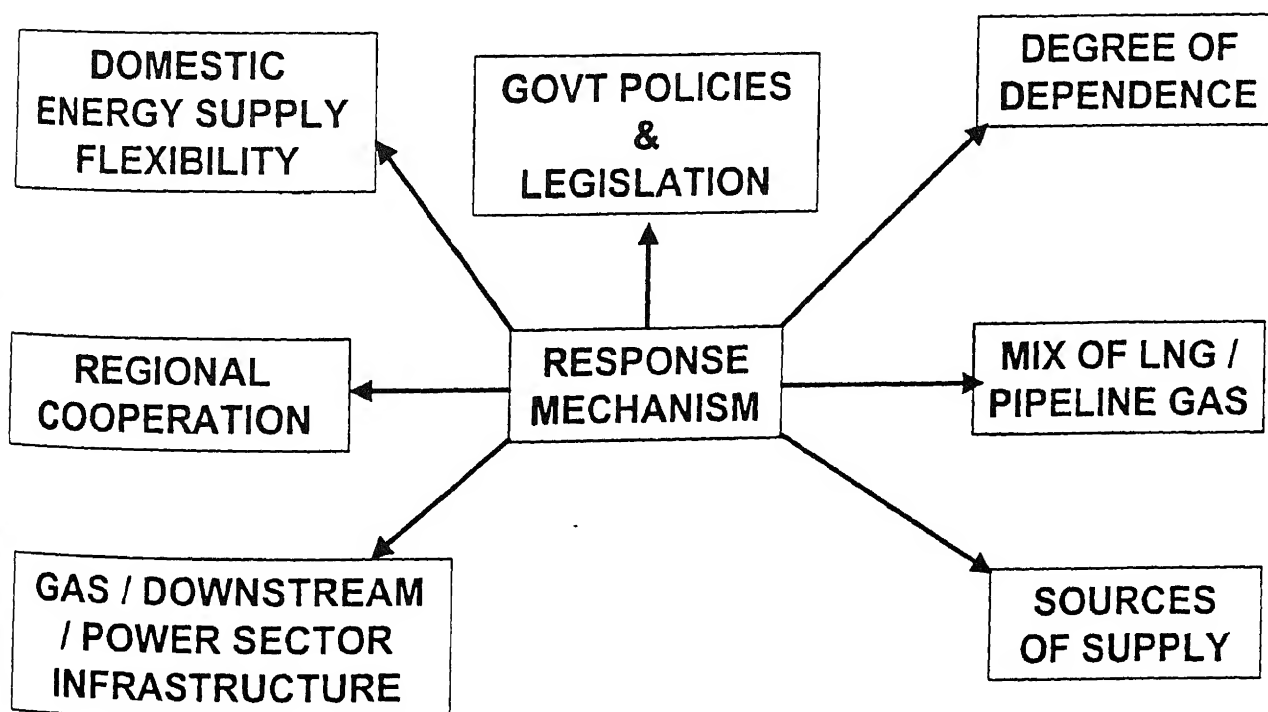 DOMESTIC
ENERGY SUPPLY
FLEXIBILITY
GOVT POLICIES
&
LEGISLATION
DEGREE OF
DEPENDENCE
REGIONAL
COOPERATION
RESPONSE
MECHANISM
MIX OF LNG /
PIPELINE GAS
GAS / DOWNSTREAM
/ POWER SECTOR
INFRASTRUCTURE
SOURCES
OF SUPPLY